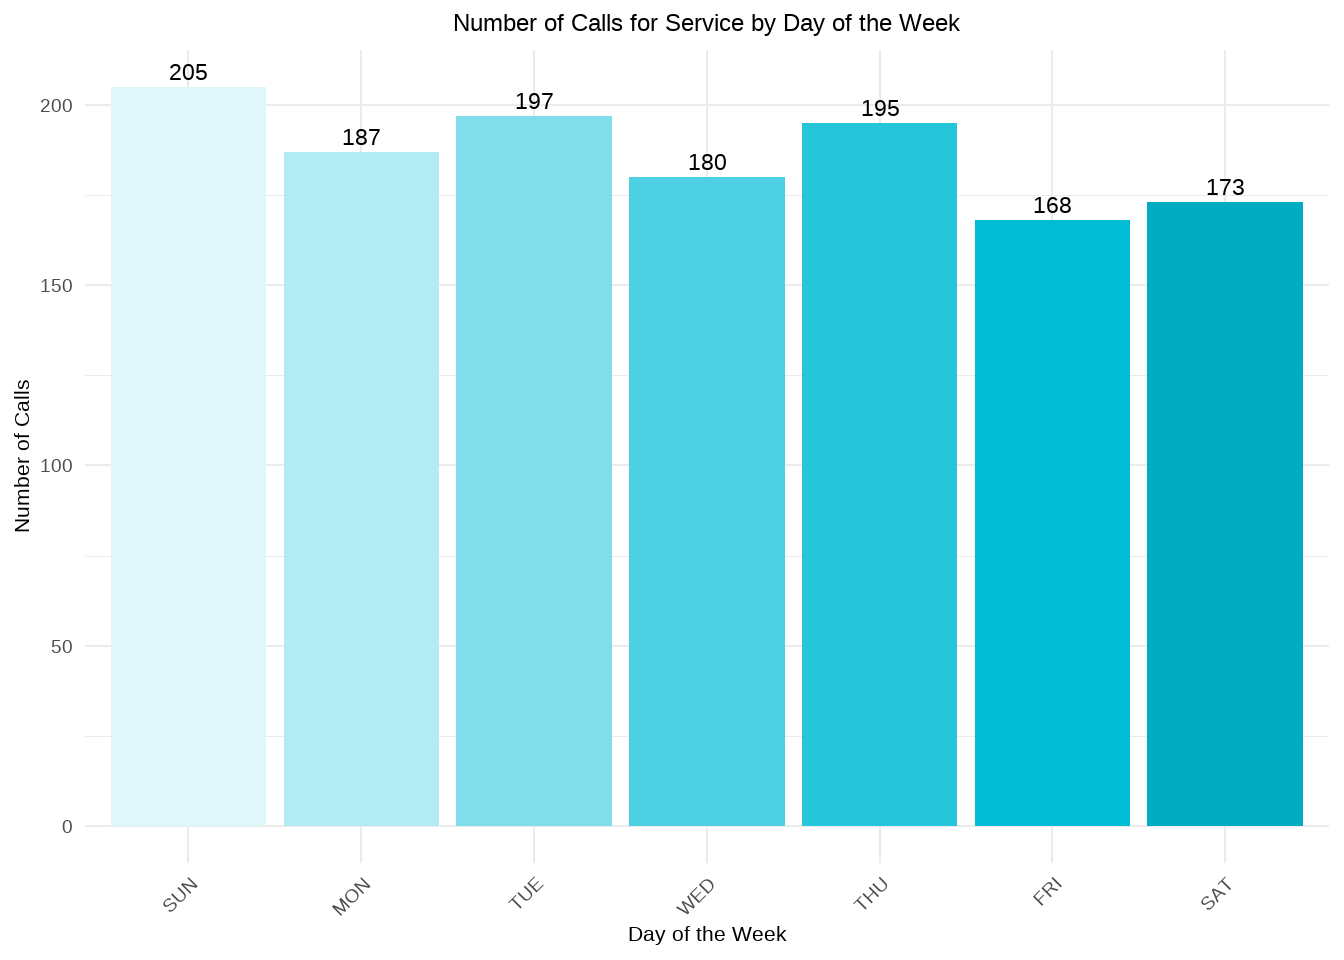 Number of Calls for Service by Day of the Week
205
187
197
180
195
168
173
200
150
100
50
0
Number of Calls
SUN
MON
TUE
WED
THU
FRI
SAT
Day of the Week